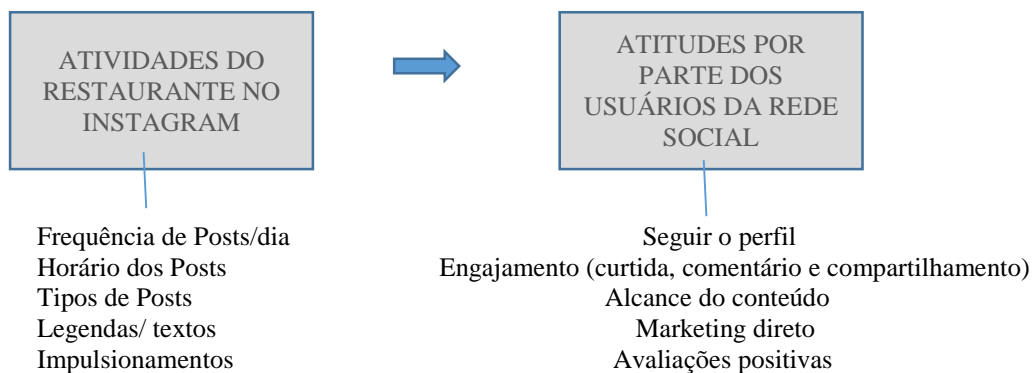 ATIVIDADES DO
RESTAURANTE NO
INSTAGRAM
ATITUDES POR
PARTE DOS
USUÁRIOS DA REDE
SOCIAL
Frequência de Posts/dia
Horário dos Posts
Tipos de Posts
Legendas/ textos
Impulsionamentos
Seguir o perfil
Engajamento (curtida, comentário e compartilhamento)
Alcance do conteúdo
Marketing direto
Avaliações positivas